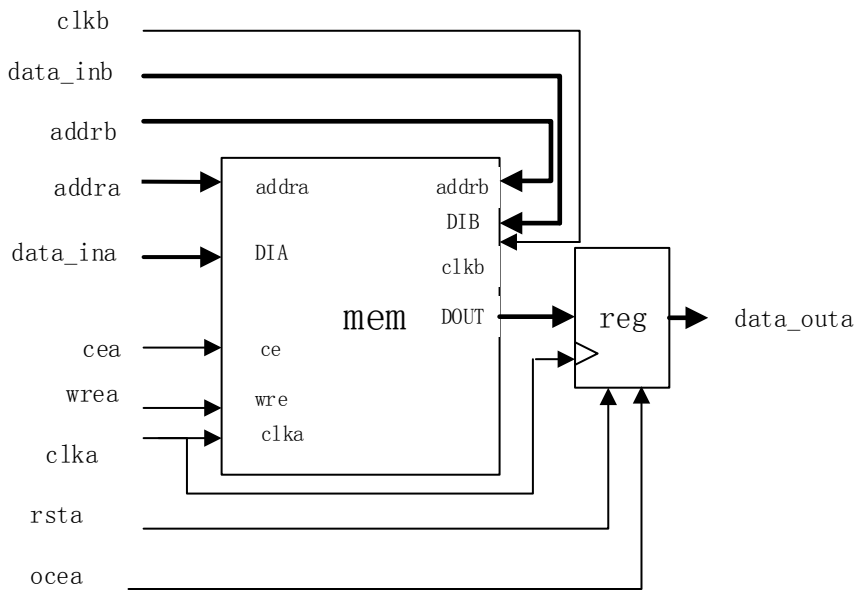 clkb
data_inb
addrb
addra
data_ina
cea
wrea
clka
rsta
ocea
addra
DIA
ce
wre
clka
mem
addrb
DIB
clkb
DOUT
reg
data_outa